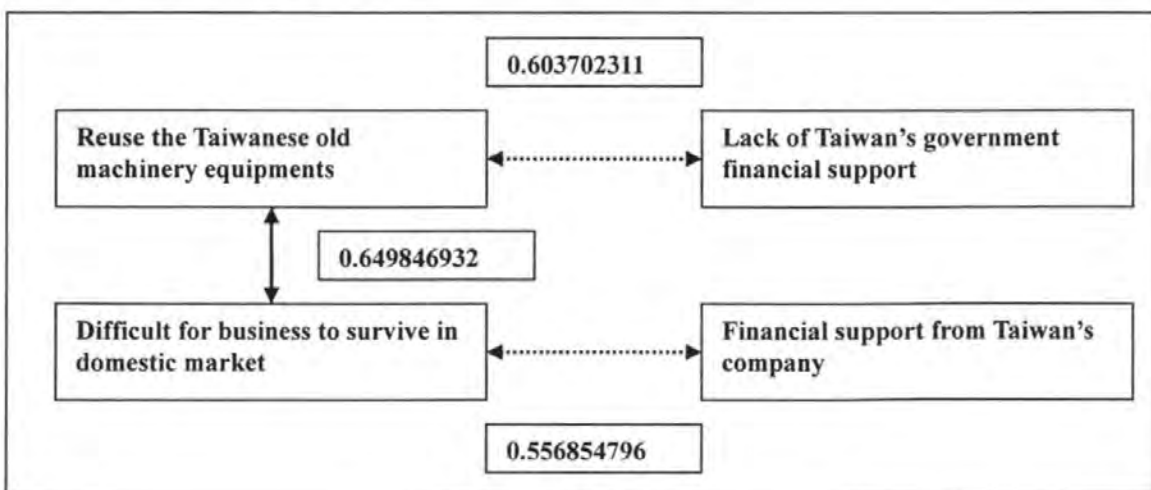 0.603702311
Reuse the Taiwanese old
machinery equipments
Lack of Taiwan's government
financial support
0.649846932
Difficult for business to survive in
domestic market
Financial support from Taiwan's
company
0.556854796